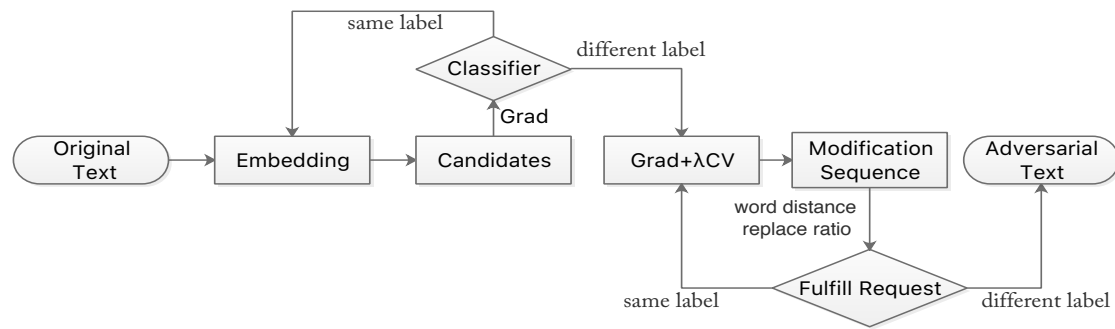 same label
different label
Classifier
Grad
Original
Text
Embedding
Candidates
Grad+λCV
Modification
Sequence
Adversarial
Text
word distance
replace ratio
Fulfill Request
same label
different label